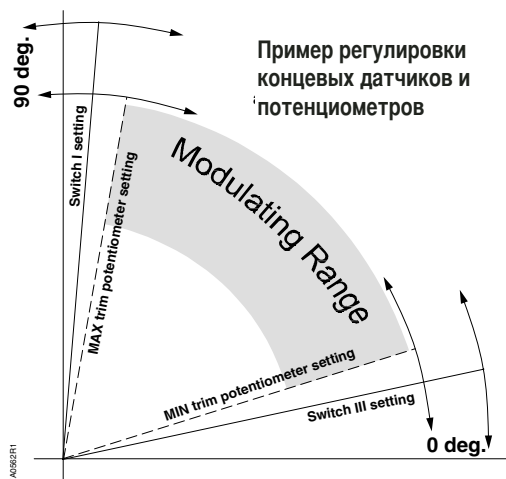 Пример регулировки
концевых датчиков и
потенциометров
90 deg.
Switch I setting
MAX trim potentiometer setting
Modulating Range
MIN trim potentiometer setting
Switch III setting
0 deg.
A0562R1